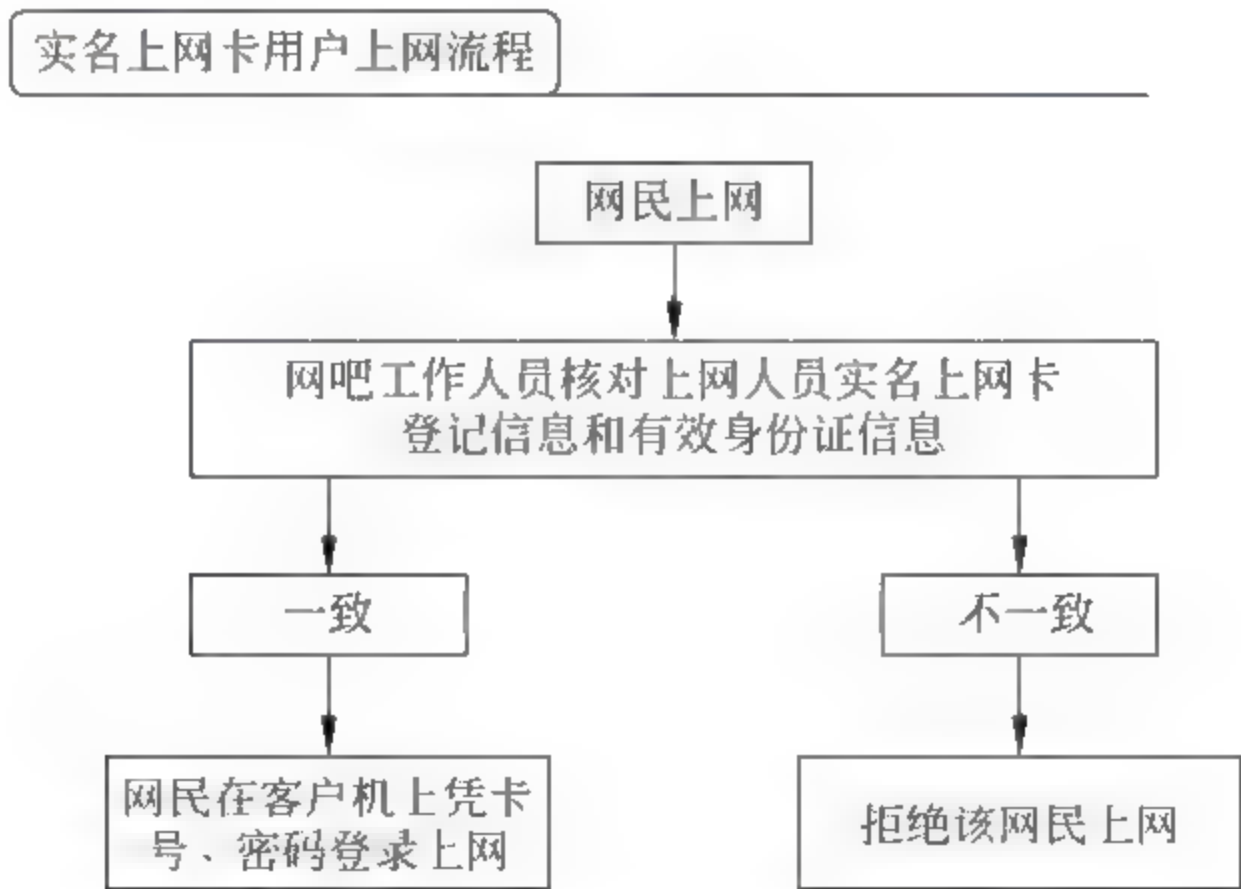 实名上网卡用户上网流程
网民上网
网吧工作人员核对上网人员实名上网卡
登记信息和有效身份证信息
一致
不一致
网民在客户机上凭卡
号、密码登录上网
拒绝该网民上网